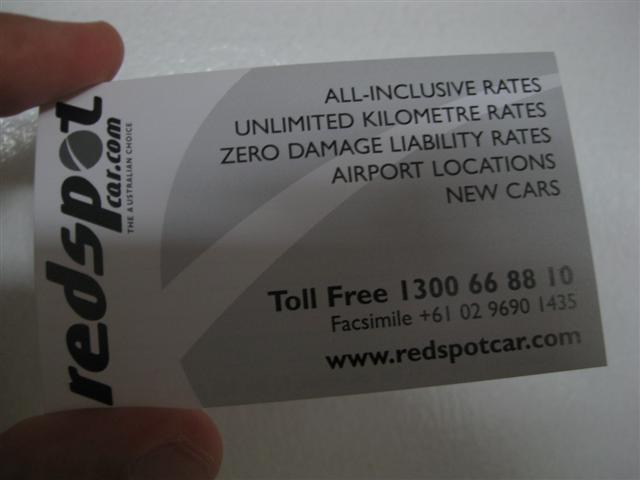 redspot
car.com
THE AUSTRALIAN CHOICE
ALL-INCLUSIVE RATES
UNLIMITED KILOMETRE RATES
ZERO DAMAGE LIABILITY RATES
AIRPORT LOCATIONS
NEW CARS
Toll Free 1300 66 88 10
Facsimile +61 02 9690 1435
www.redspotcar.com